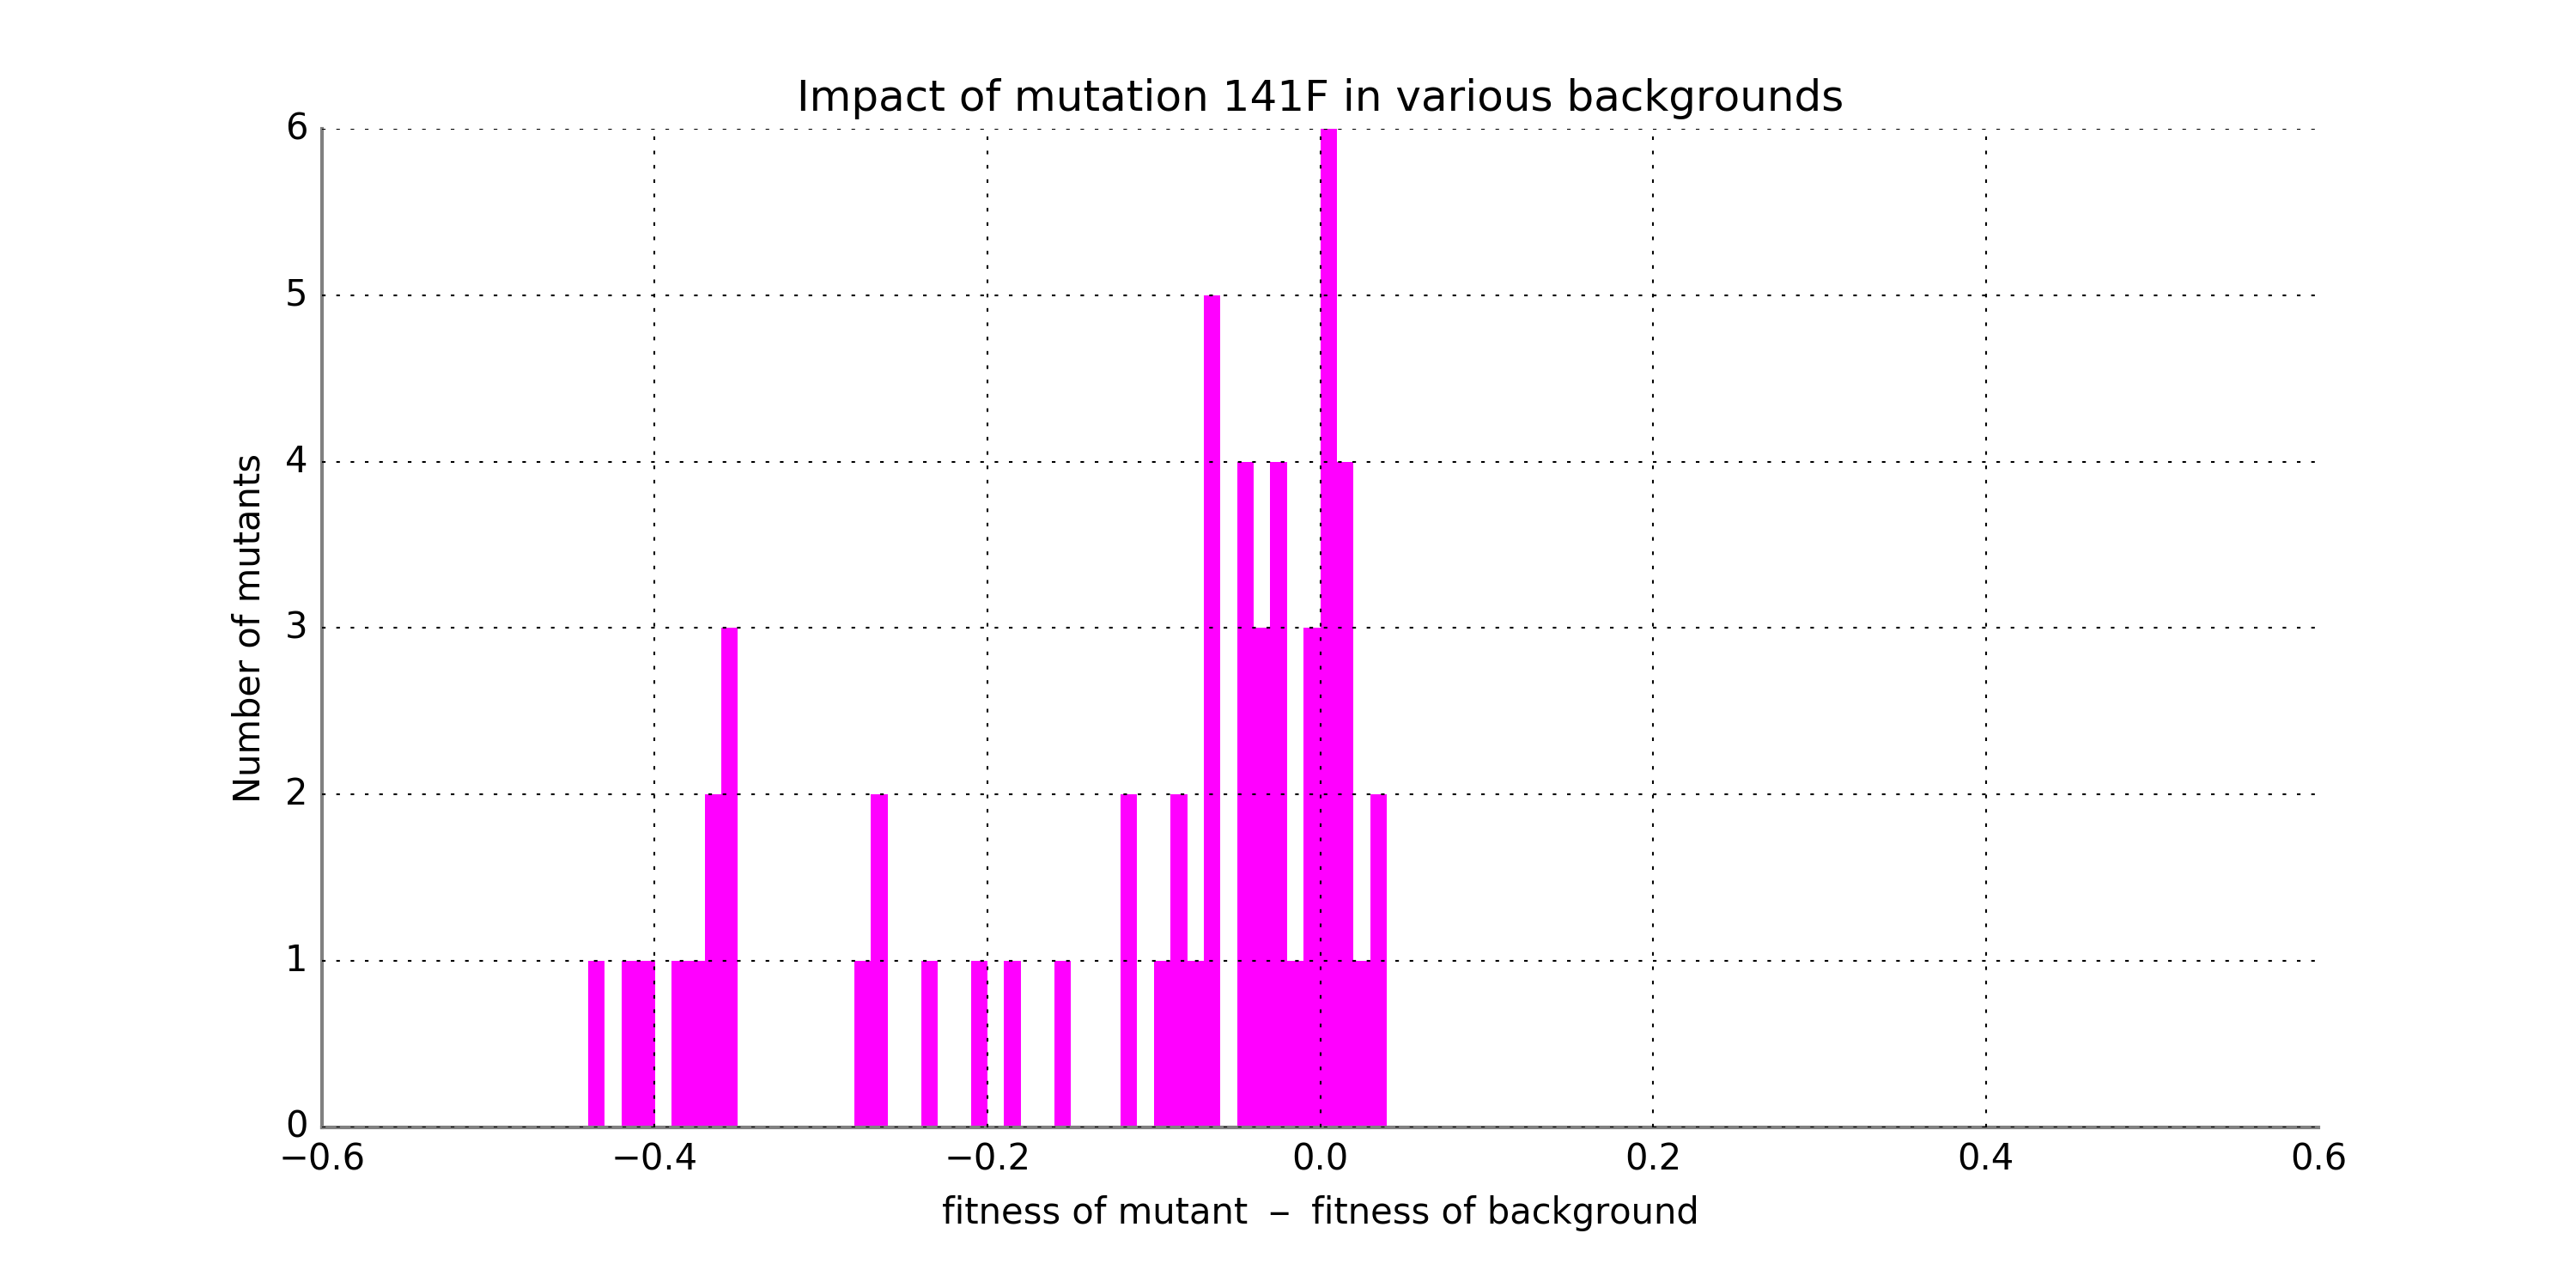 Impact of mutation 141F in various backgrounds
6
5
4
3
2
1
0
Number of mutants
−0.6 −0.4 −0.2 0.0 0.2 0.4 0.6
fitness of mutant − fitness of background